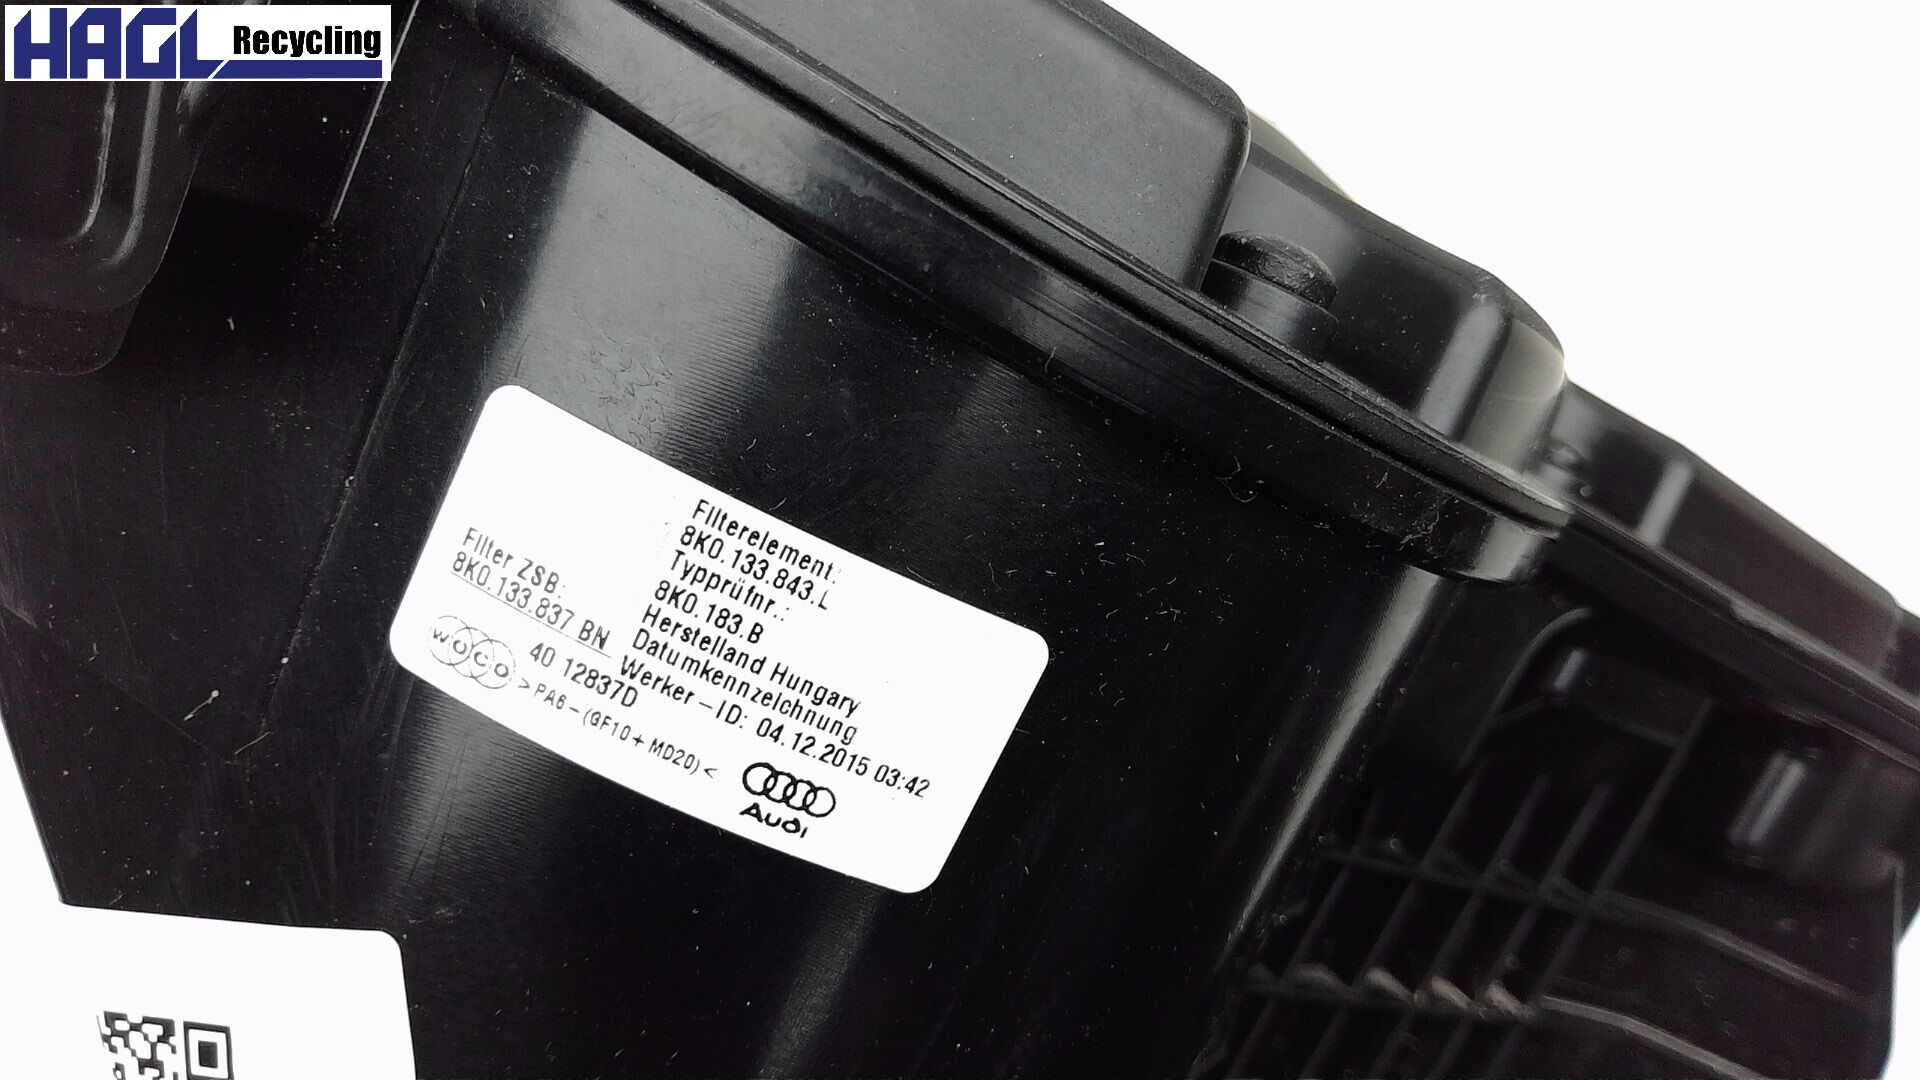 HAGL Recycling
Filterelement:
8K0.133.843.L
Typprüfnr.:
8K0.183.B
Herstelland Hungary
Datumkennzeichnung
Werker-ID: 04.12.2015 03:42
Filter ZSB:
8K0.133.837 BN
40 12837D
WOCO
>PA6-(GF10+MD20)<
Audi